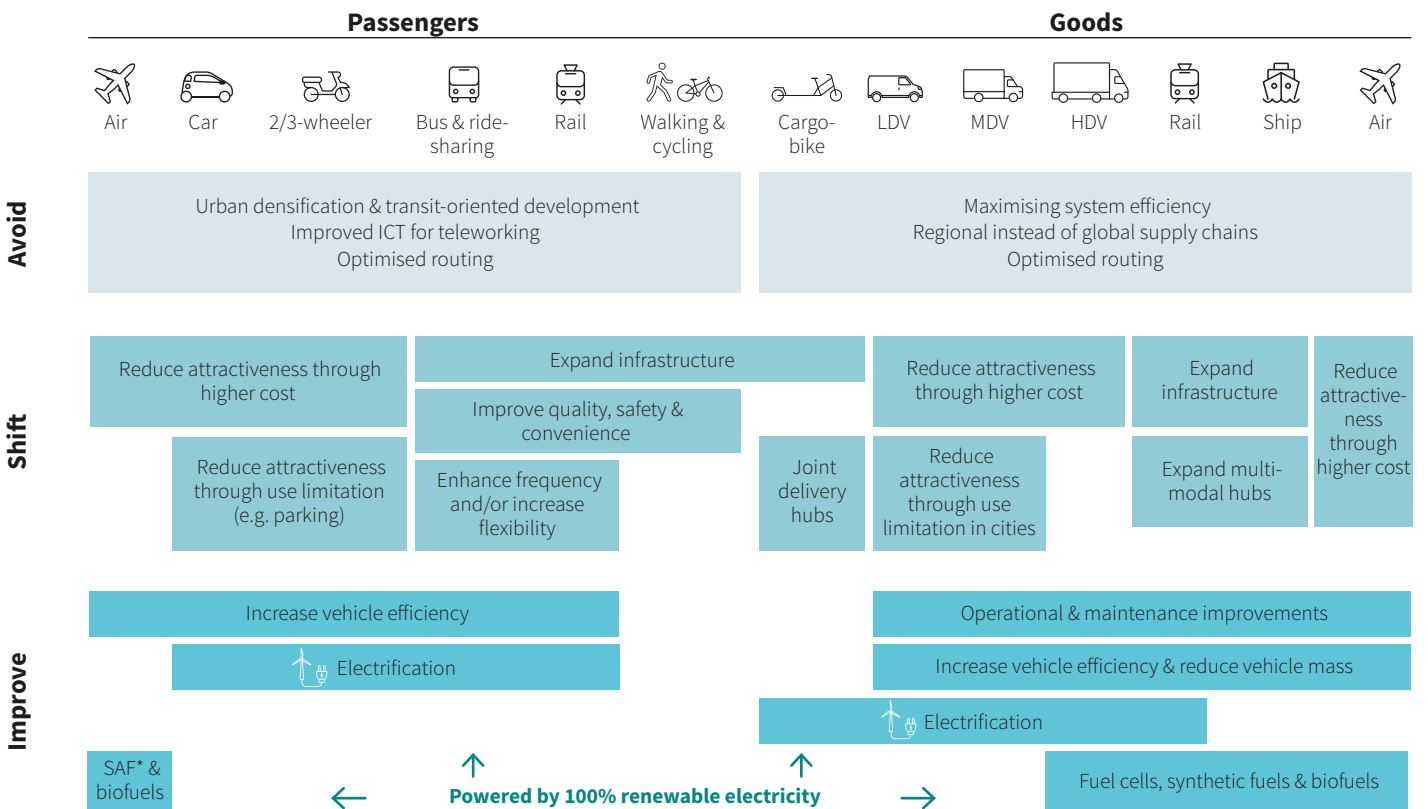 Passengers
Goods
Air
Car
2/3-wheeler
Bus & ride-
sharing
Rail
Walking &
cycling
Cargo-
bike
LDV
MDV
HDV
Rail
Ship
Air
Avoid
Urban densification & transit-oriented development
Improved ICT for teleworking
Optimised routing
Maximising system efficiency
Regional instead of global supply chains
Optimised routing
Shift
Reduce attractiveness through
higher cost
Expand infrastructure
Improve quality, safety &
convenience
Reduce attractiveness
through use limitation
(e.g. parking)
Enhance frequency
and/or increase
flexibility
Joint
delivery
hubs
Reduce attractiveness
through higher cost
Reduce
attractiveness
through use
limitation in cities
Expand
infrastructure
Expand multi-
modal hubs
Reduce
attractive-
ness
through
higher cost
Improve
Increase vehicle efficiency
Electrification
SAF* &
biofuels
Operational & maintenance improvements
Increase vehicle efficiency & reduce vehicle mass
Electrification
Fuel cells, synthetic fuels & biofuels
Powered by 100% renewable electricity